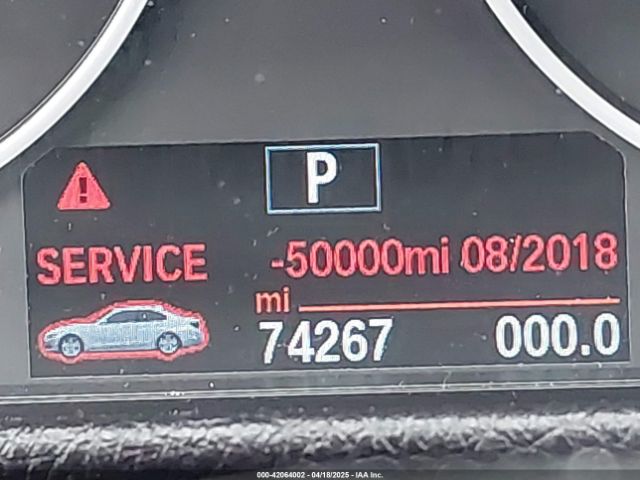 P
SERVICE -50000mi 08/2018
mi
74267 000.0
000-42064002 - 04/18/2025 - IAA Inc.